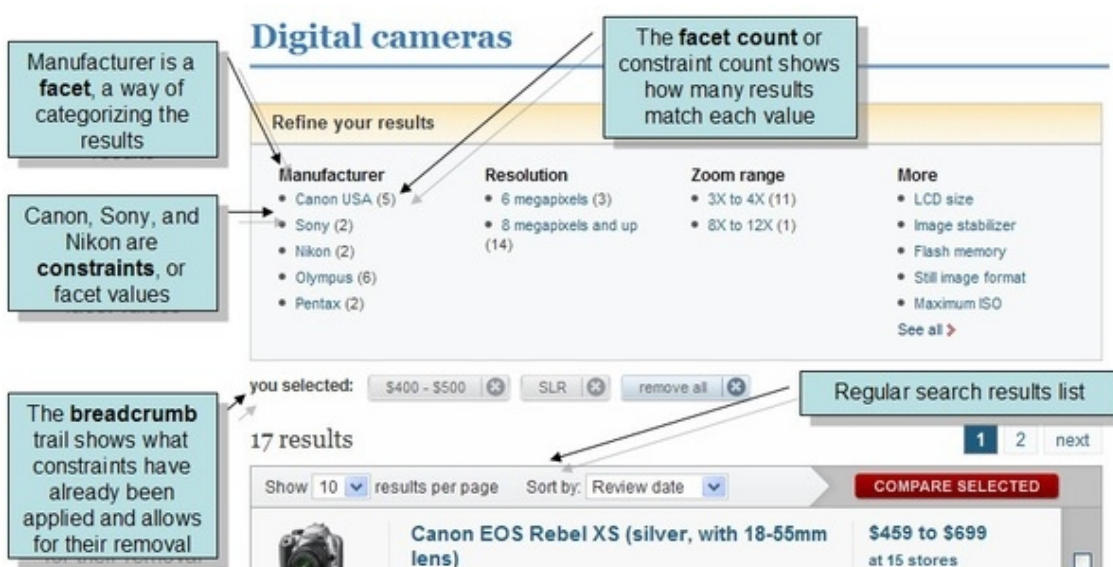 Digital cameras
Manufacturer is a
facet, a way of
categorizing the
results
The facet count or
constraint count shows
how many results
match each value
Refine your results
Manufacturer
Canon USA (5)
Sony (2)
Nikon (2)
Olympus (6)
Pentax (2)
Resolution
6 megapixels (3)
8 megapixels and up
(14)
Zoom range
3X to 4X (11)
8X to 12X (1)
More
LCD size
Image stabilizer
Flash memory
Still image format
Maximum ISO
See all
Canon, Sony, and
Nikon are
constraints, or
facet values
you selected: $400 - $500 SLR remove all
The breadcrumb
trail shows what
constraints have
already been
applied and allows
for their removal
Regular search results list
17 results
1 2 next
Show 10 results per page Sort by: Review date COMPARE SELECTED
Canon EOS Rebel XS (silver, with 18-55mm
lens)
$459 to $699
at 15 stores